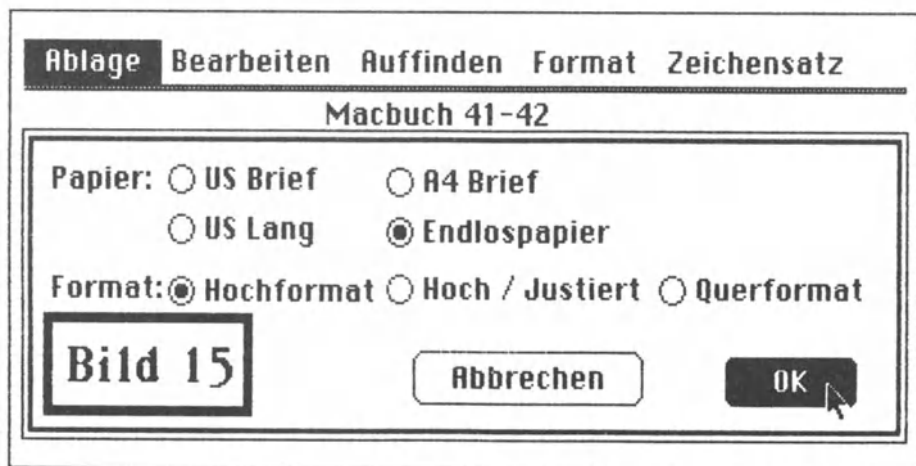 Ablage Bearbeiten Auffinden Format Zeichensatz
Macbuch 41-42
Papier: US Brief A4 Brief
US Lang Endlospapier
Format: Hochformat Hoch / Justiert Querformat
Bild 15 Abbrechen OK